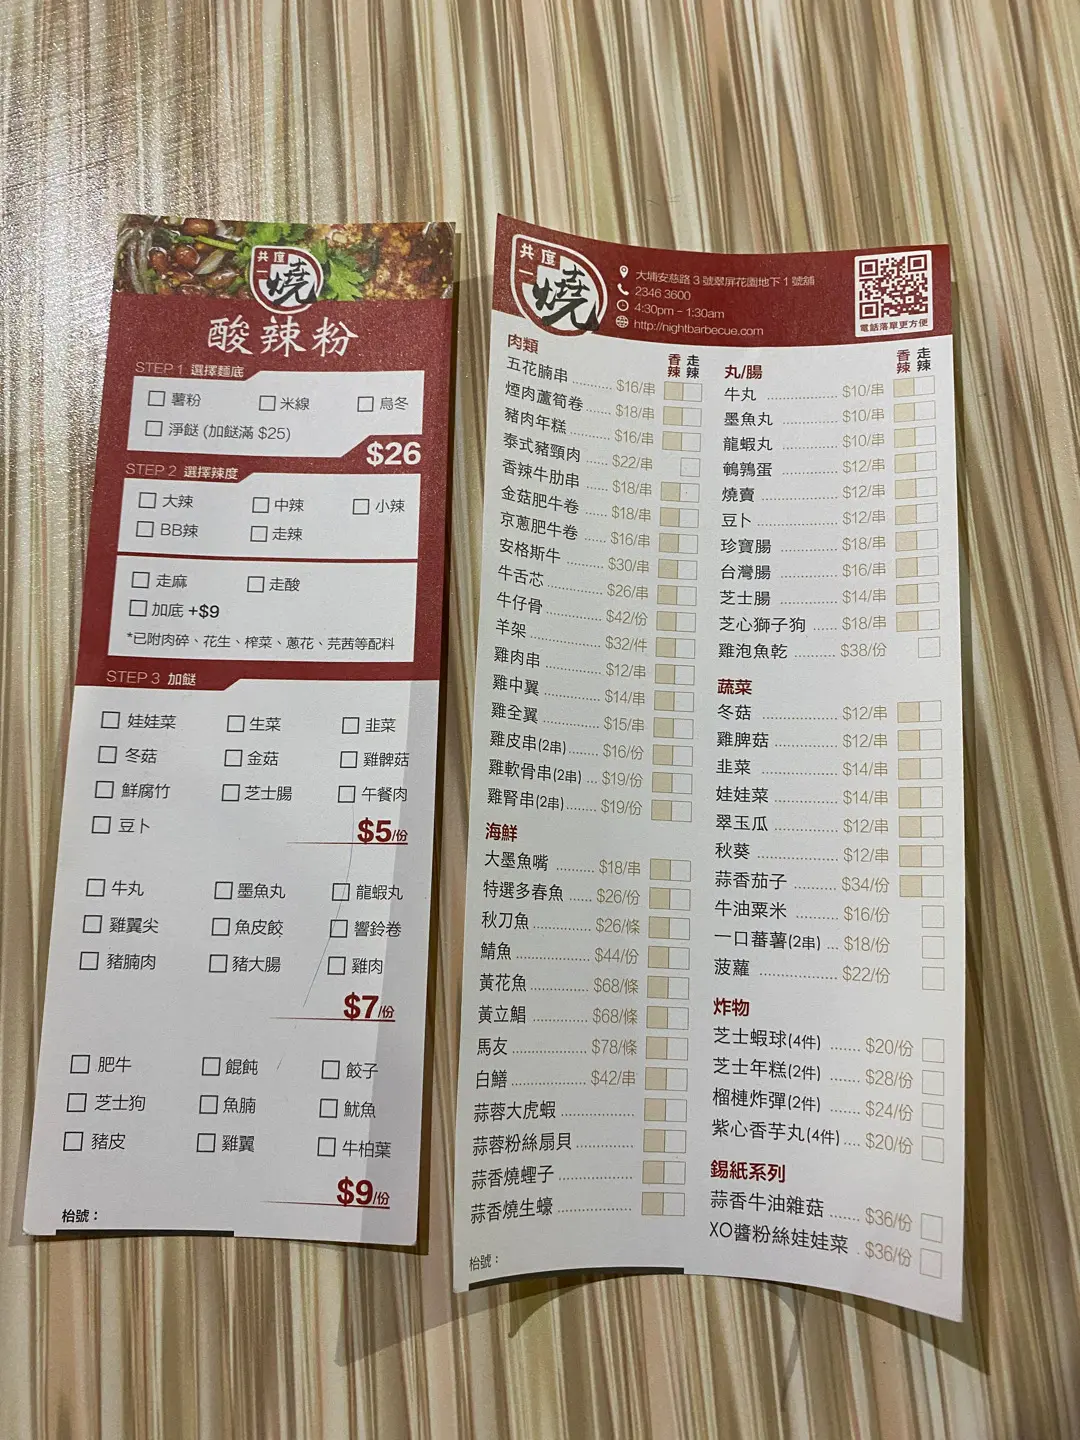 共度
一燒
酸辣粉
STEP 1 選擇麵底
薯粉 米線 烏冬
淨餸 (加餸滿 $25)
$26
STEP 2 選擇辣度
大辣 中辣 小辣
BB辣 走辣
走麻 走酸
加底 +$9
*已附肉碎、花生、榨菜、蔥花、芫茜等配料
STEP 3 加餸
娃娃菜 生菜 韭菜
冬菇 金菇 雞髀菇
鮮腐竹 芝士腸 午餐肉
豆卜
$5/份
牛丸 墨魚丸 龍蝦丸
雞翼尖 魚皮餃 響鈴卷
豬腩肉 豬大腸 雞肉
$7/份
肥牛 餛飩 餃子
芝士狗 魚腩 魷魚
豬皮 雞翼 牛柏葉
$9/份
枱號：
共度
一燒
大埔安慈路 3 號翠屏花園地下 1 號舖
2346 3600
4:30pm - 1:30am
http://nightbarbecue.com
電話落單更方便
肉類 香辣 走辣
五花腩串 .......... $16/串
煙肉蘆筍卷 ...... $18/串
豬肉年糕 .......... $16/串
泰式豬頸肉 ...... $22/串
香辣牛肋串 ...... $18/串
金菇肥牛卷 ...... $18/串
京蔥肥牛卷 ...... $16/串
安格斯牛 .......... $30/串
牛舌芯 .............. $26/串
牛仔骨 .............. $42/份
羊架 .................. $32/件
雞肉串 .............. $12/串
雞中翼 .............. $14/串
雞全翼 .............. $15/串
雞皮串(2串) ....... $16/份
雞軟骨串(2串) ... $19/份
雞腎串(2串) ....... $19/份
海鮮
大墨魚嘴 .......... $18/串
特選多春魚 ...... $26/份
秋刀魚 .............. $26/條
鯖魚 .................. $44/份
黃花魚 .............. $68/條
黃立鯧 .............. $68/條
馬友 .................. $78/條
白鱔 .................. $42/串
蒜蓉大虎蝦 ................
蒜蓉粉絲扇貝 .............
蒜香燒蟶子 ................
蒜香燒生蠔 ................
枱號：
丸/腸 香辣 走辣
牛丸 ................ $10/串
墨魚丸 ............ $10/串
龍蝦丸 ............ $10/串
鵪鶉蛋 ............ $12/串
燒賣 ................ $12/串
豆卜 ................ $12/串
珍寶腸 ............ $18/串
台灣腸 ............ $16/串
芝士腸 ............ $14/串
芝心獅子狗 ..... $18/串
雞泡魚乾 ......... $38/份
蔬菜
冬菇 ................ $12/串
雞脾菇 ............ $12/串
韭菜 ................ $14/串
娃娃菜 ............ $14/串
翠玉瓜 ............ $12/串
秋葵 ................ $12/串
蒜香茄子 ......... $34/份
牛油粟米 ......... $16/份
一口蕃薯(2串) ... $18/份
菠蘿 ................ $22/份
炸物
芝士蝦球(4件) ...... $20/份
芝士年糕(2件) ...... $28/份
榴槤炸彈(2件) ...... $24/份
紫心香芋丸(4件) ... $20/份
錫紙系列
蒜香牛油雜菇 ...... $36/份
XO醬粉絲娃娃菜 . $36/份